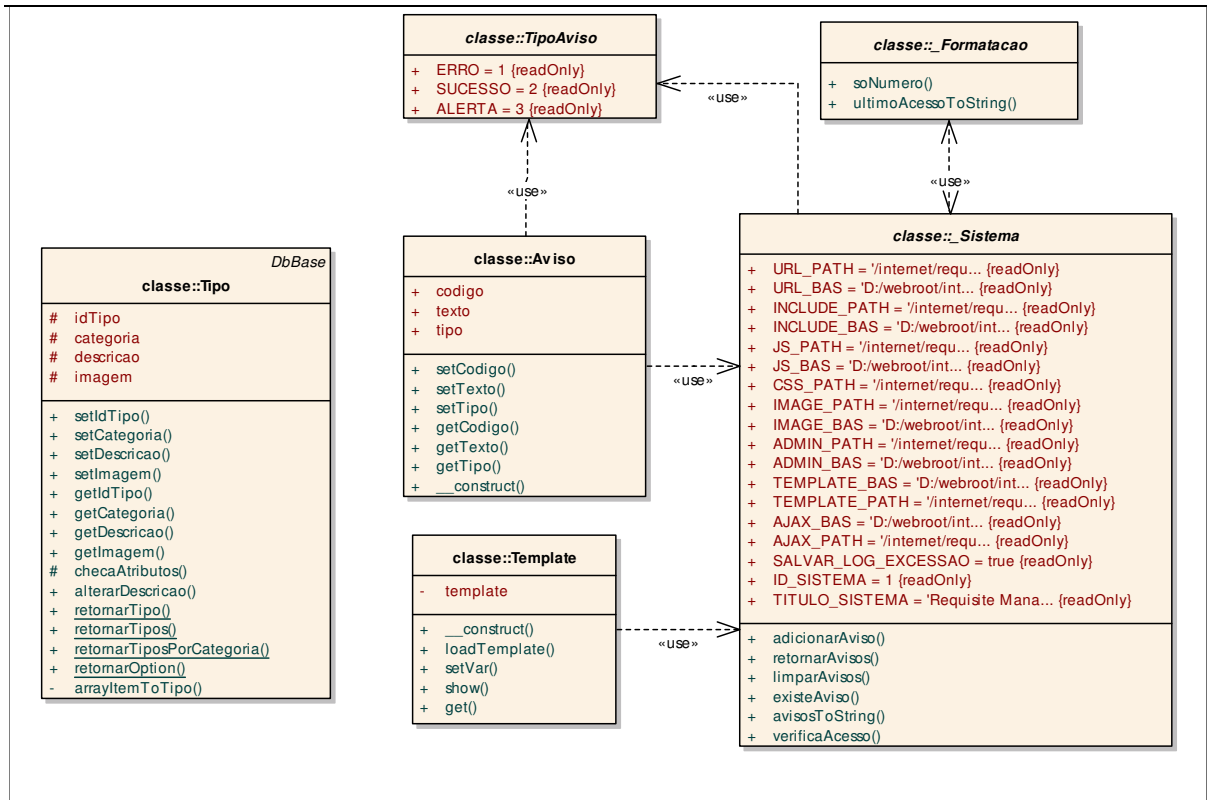 classe::TipoAviso
+ ERRO = 1 {readOnly}
+ SUCESSO = 2 {readOnly}
+ ALERTA = 3 {readOnly}
classe::_Formatacao
+ soNumero()
+ ultimoAcessoToString()
«use»
«use»
«use»
DbBase
classe::Tipo
# idTipo
# categoria
# descricao
# imagem
+ setIdTipo()
+ setCategoria()
+ setDescricao()
+ setImagem()
+ getIdTipo()
+ getCategoria()
+ getDescricao()
+ getImagem()
# checaAtributos()
+ alterarDescricao()
+ retornarTipo()
+ retornarTipos()
+ retornarTiposPorCategoria()
+ retornarOption()
- arrayItemToTipo()
classe::Aviso
+ codigo
+ texto
+ tipo
+ setCodigo()
+ setTexto()
+ setTipo()
+ getCodigo()
+ getTexto()
+ getTipo()
+ __construct()
«use»
classe::Template
- template
+ __construct()
+ loadTemplate()
+ setVar()
+ show()
+ get()
«use»
classe::_Sistema
+ URL_PATH = '/internet/requ... {readOnly}
+ URL_BAS = 'D:/webroot/int... {readOnly}
+ INCLUDE_PATH = '/internet/requ... {readOnly}
+ INCLUDE_BAS = 'D:/webroot/int... {readOnly}
+ JS_PATH = '/internet/requ... {readOnly}
+ JS_BAS = 'D:/webroot/int... {readOnly}
+ CSS_PATH = '/internet/requ... {readOnly}
+ IMAGE_PATH = '/internet/requ... {readOnly}
+ IMAGE_BAS = 'D:/webroot/int... {readOnly}
+ ADMIN_PATH = '/internet/requ... {readOnly}
+ ADMIN_BAS = 'D:/webroot/int... {readOnly}
+ TEMPLATE_BAS = 'D:/webroot/int... {readOnly}
+ TEMPLATE_PATH = '/internet/requ... {readOnly}
+ AJAX_BAS = 'D:/webroot/int... {readOnly}
+ AJAX_PATH = '/internet/requ... {readOnly}
+ SALVAR_LOG_EXCESSAO = true {readOnly}
+ ID_SISTEMA = 1 {readOnly}
+ TITULO_SISTEMA = 'Requisite Mana... {readOnly}
+ adicionarAviso()
+ retornarAvisos()
+ limparAvisos()
+ existeAviso()
+ avisosToString()
+ verificaAcesso()